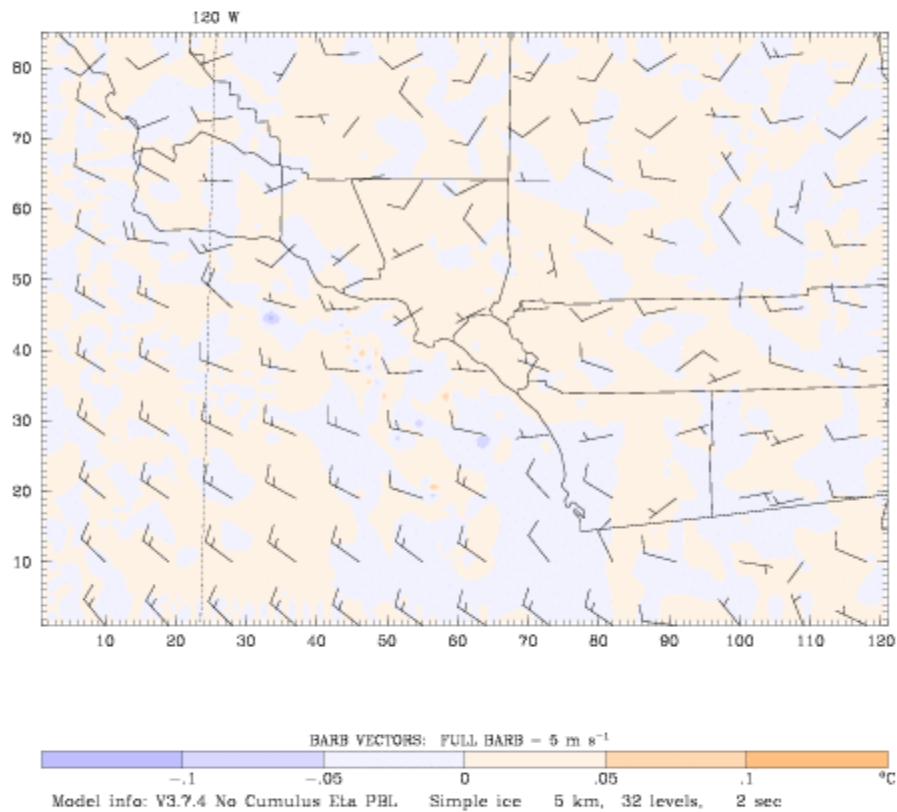 120 W
80
70
60
50
40
30
20
10
10 20 30 40 50 60 70 80 90 100 110 120
BARB VECTORS: FULL BARB = 5 m s⁻¹
-.1 -.05 0 .05 .1 °C
Model info: V3.7.4 No Cumulus Eta PBL Simple ice 5 km, 32 levels, 2 sec